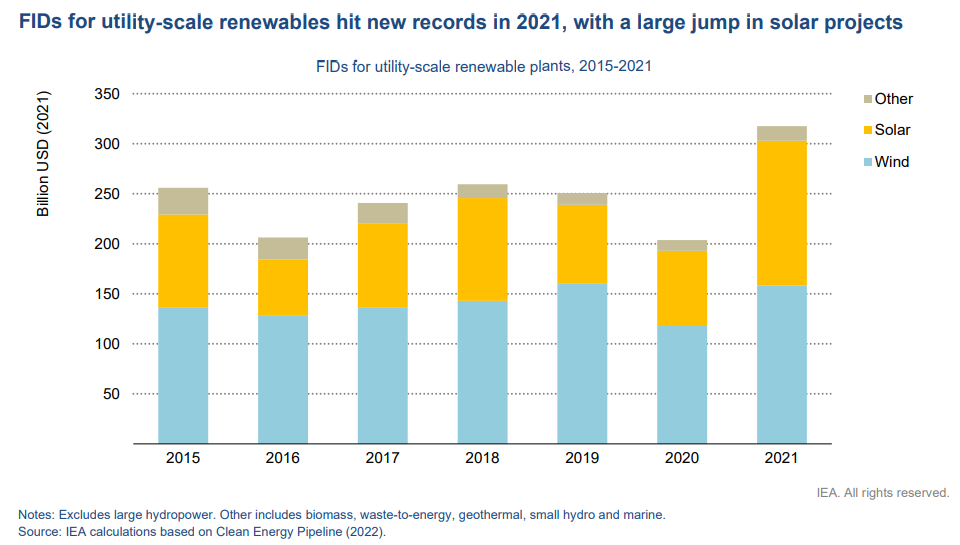 FIDs for utility-scale renewables hit new records in 2021, with a large jump in solar projects
FIDs for utility-scale renewable plants, 2015-2021
Billion USD (2021)
350
300
250
200
150
100
50
2015 2016 2017 2018 2019 2020 2021
Other
Solar
Wind
IEA. All rights reserved.
Notes: Excludes large hydropower. Other includes biomass, waste-to-energy, geothermal, small hydro and marine.
Source: IEA calculations based on Clean Energy Pipeline (2022).